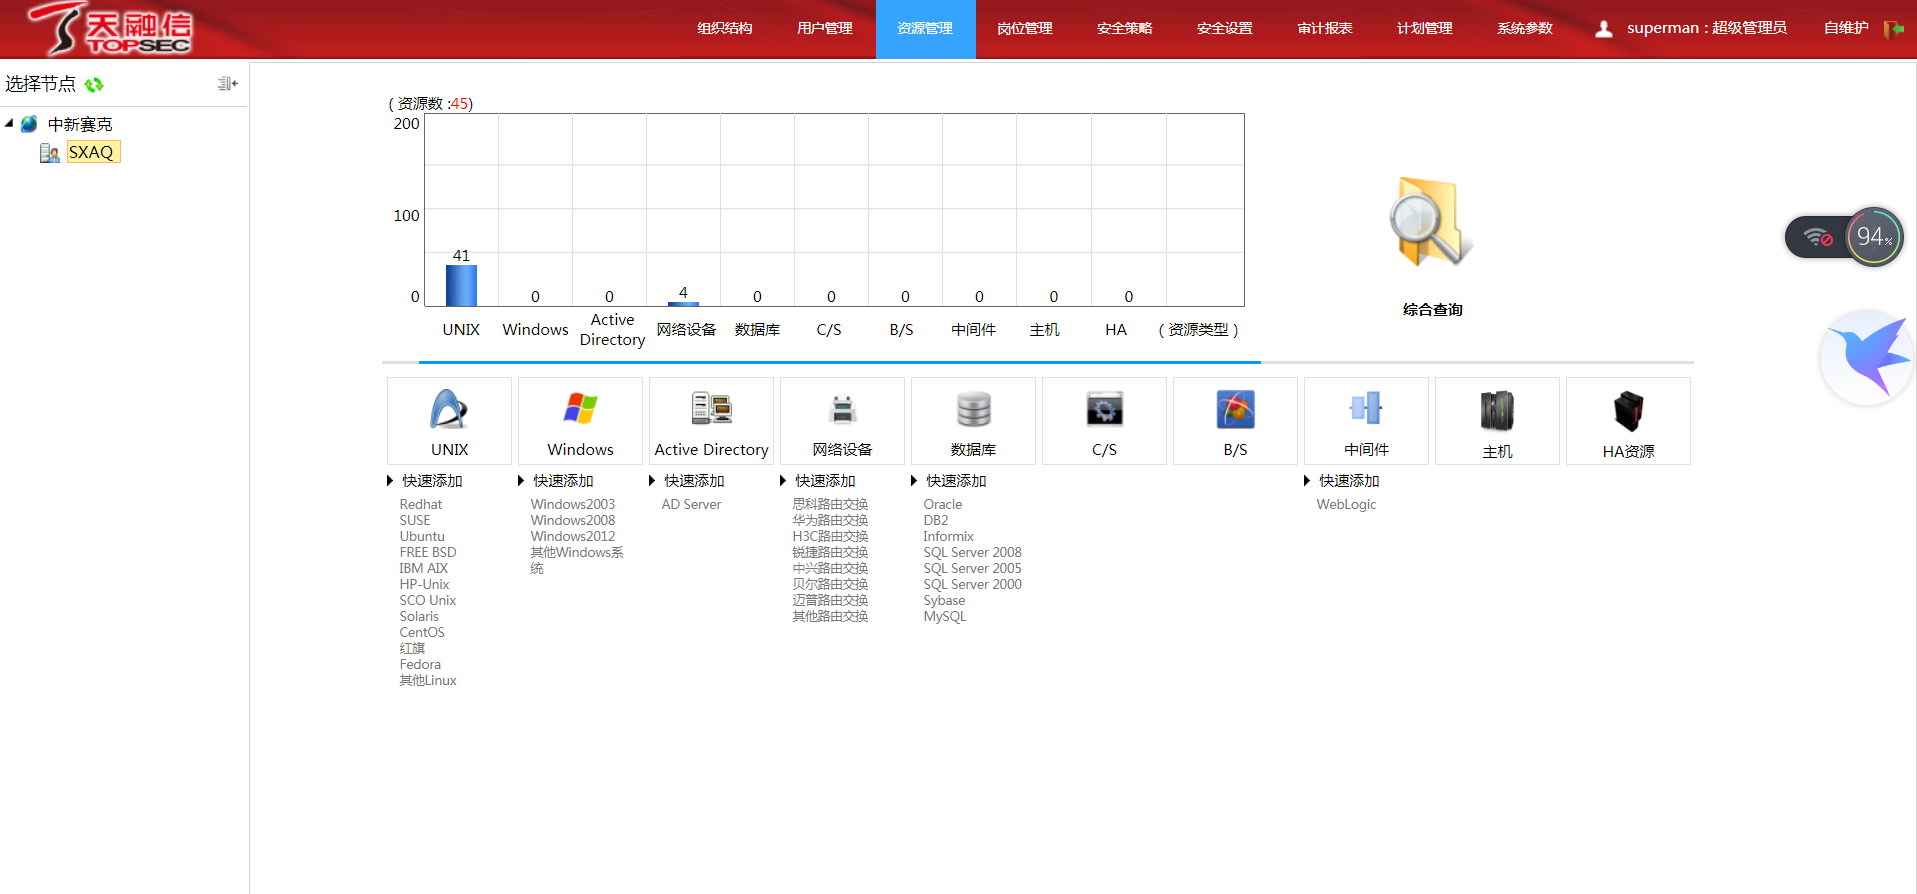 天融信
TOPSEC
组织结构 用户管理 资源管理 岗位管理 安全策略 安全设置 审计报表 计划管理 系统参数 superman : 超级管理员 自维护
选择节点
中新赛克
SXAQ
( 资源数 :45)
200
100
0
41 0 0 4 0 0 0 0 0 0
UNIX Windows Active Directory 网络设备 数据库 C/S B/S 中间件 主机 HA ( 资源类型 )
综合查询
94%
UNIX Windows Active Directory 网络设备 数据库 C/S B/S 中间件 主机 HA资源
快速添加
Redhat
SUSE
Ubuntu
FREE BSD
IBM AIX
HP-Unix
SCO Unix
Solaris
CentOS
红旗
Fedora
其他Linux
快速添加
Windows2003
Windows2008
Windows2012
其他Windows系
统
快速添加
AD Server
快速添加
思科路由交换
华为路由交换
H3C路由交换
锐捷路由交换
中兴路由交换
贝尔路由交换
迈普路由交换
其他路由交换
快速添加
Oracle
DB2
Informix
SQL Server 2008
SQL Server 2005
SQL Server 2000
Sybase
MySQL
快速添加
WebLogic